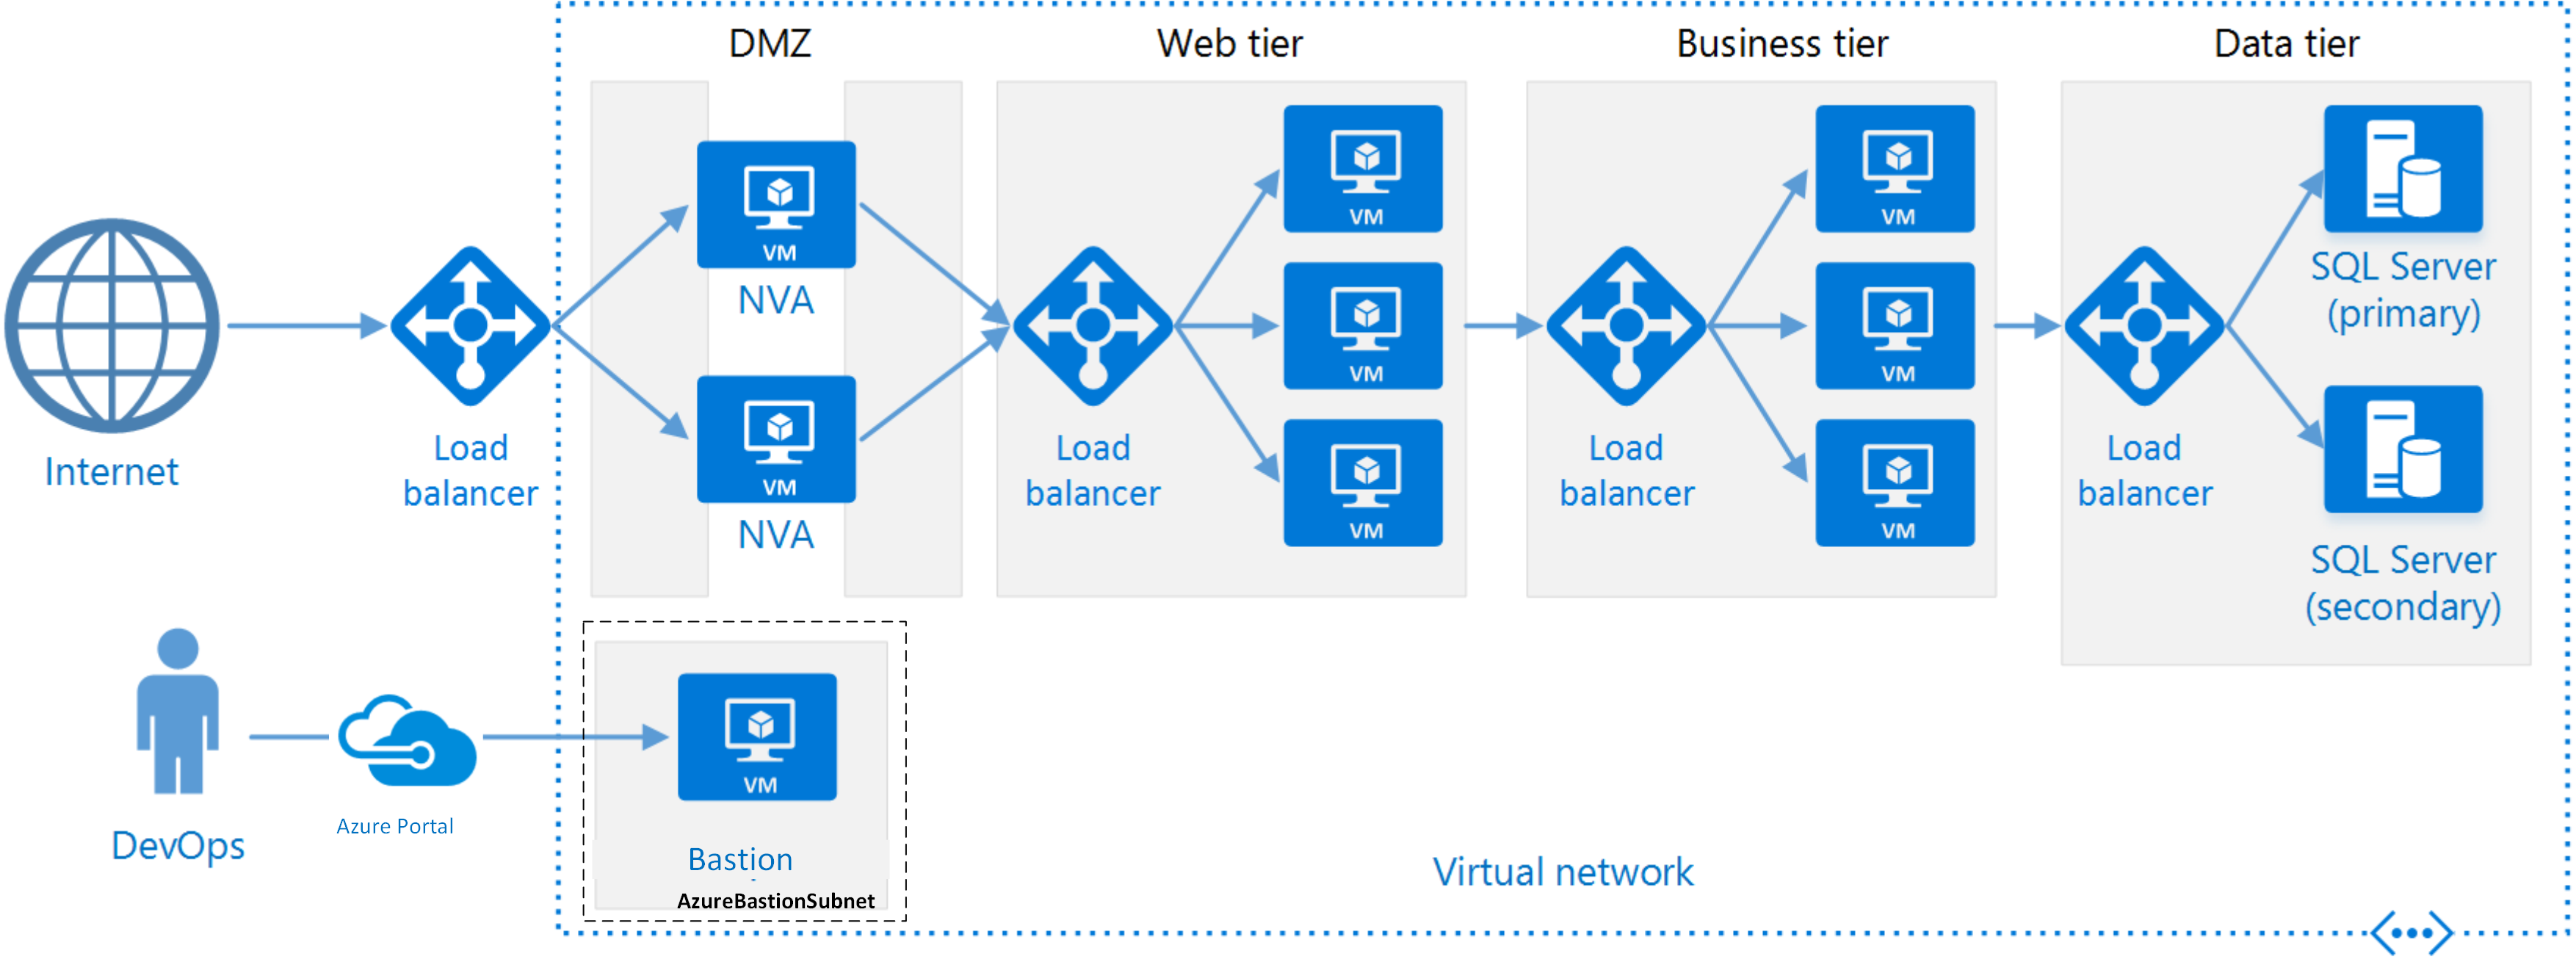 DMZ
Web tier
Business tier
Data tier
Internet
Load
balancer
VM
NVA
VM
NVA
Load
balancer
VM
VM
VM
Load
balancer
VM
VM
VM
Load
balancer
SQL Server
(primary)
SQL Server
(secondary)
DevOps
Azure Portal
VM
Bastion
AzureBastionSubnet
Virtual network